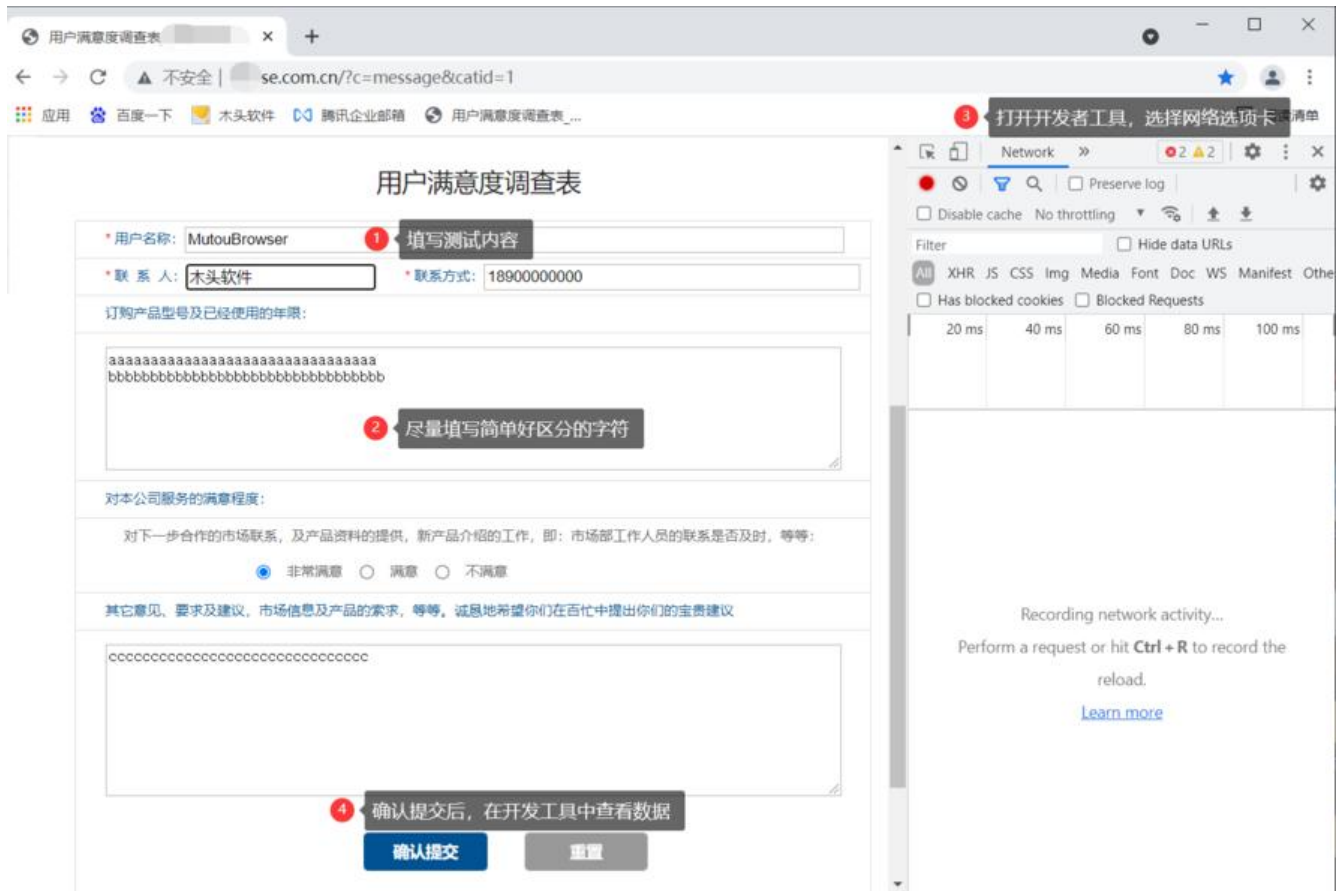 用户满意度调查表
不安全 | se.com.cn/?c=message&catid=1
应用 百度一下 木头软件 腾讯企业邮箱 用户满意度调查表_... 清单
3 打开开发者工具，选择网络选项卡
用户满意度调查表
*用户名称: MutouBrowser
1 填写测试内容
*联 系 人: 木头软件 *联系方式: 18900000000
订购产品型号及已经使用的年限:
aaaaaaaaaaaaaaaaaaaaaaaaaaaaaaaa
bbbbbbbbbbbbbbbbbbbbbbbbbbbbbbbbb
2 尽量填写简单好区分的字符
对本公司服务的满意程度:
对下一步合作的市场联系，及产品资料的提供，新产品介绍的工作，即：市场部工作人员的联系是否及时，等等:
非常满意 满意 不满意
其它意见、要求及建议，市场信息及产品的索求，等等。诚恳地希望你们在百忙中提出你们的宝贵建议
ccccccccccccccccccccccccccccccc
4 确认提交后，在开发工具中查看数据
确认提交 重置
Network 2 2
Preserve log
Disable cache No throttling
Filter Hide data URLs
All XHR JS CSS Img Media Font Doc WS Manifest Othe
Has blocked cookies Blocked Requests
20 ms 40 ms 60 ms 80 ms 100 ms
Recording network activity...
Perform a request or hit Ctrl + R to record the
reload.
Learn more